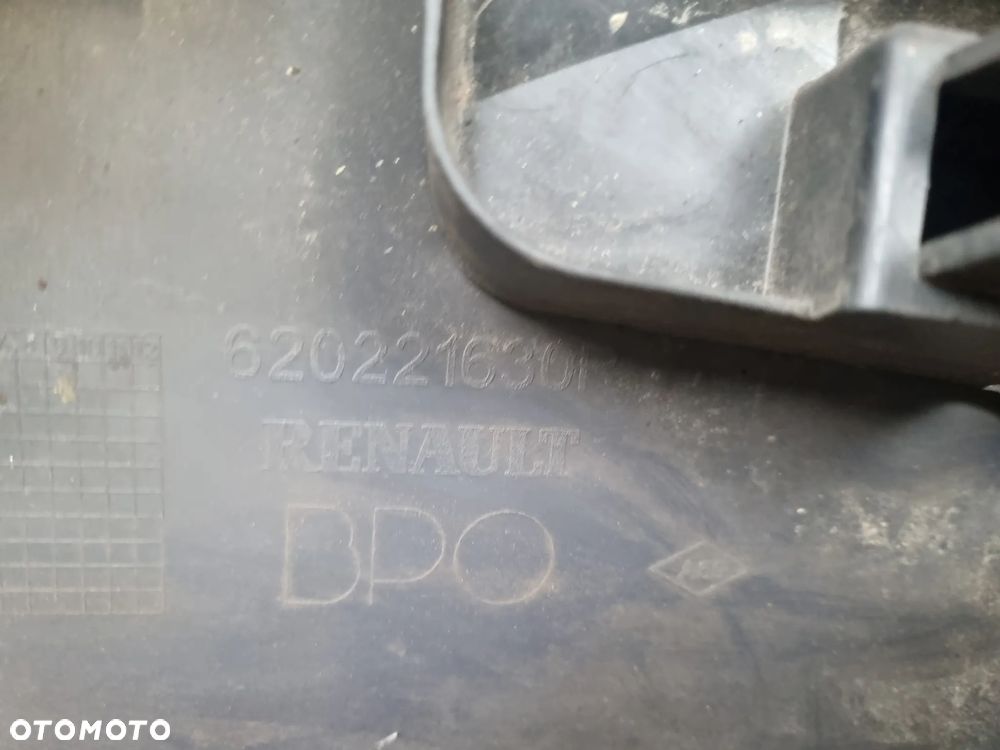 620221630R
RENAULT
BPO
OTOMOTO